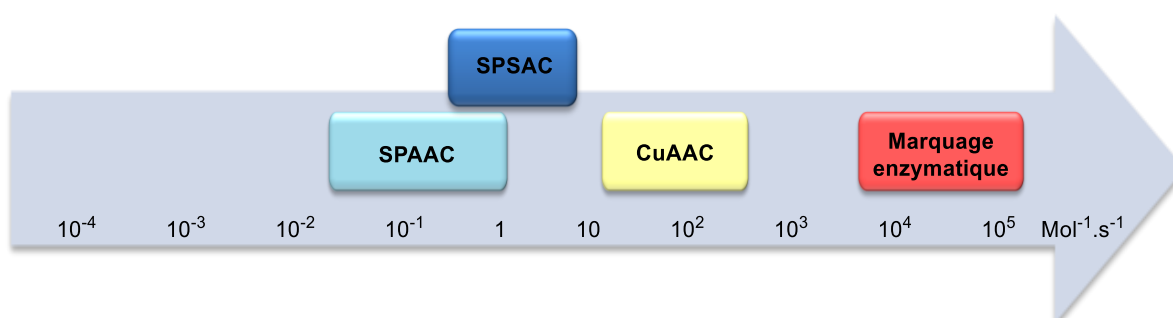 SPSAC
SPAAC
CuAAC
Marquage
enzymatique
10⁻⁴ 10⁻³ 10⁻² 10⁻¹ 1 10 10² 10³ 10⁴ 10⁵ Mol⁻¹.s⁻¹